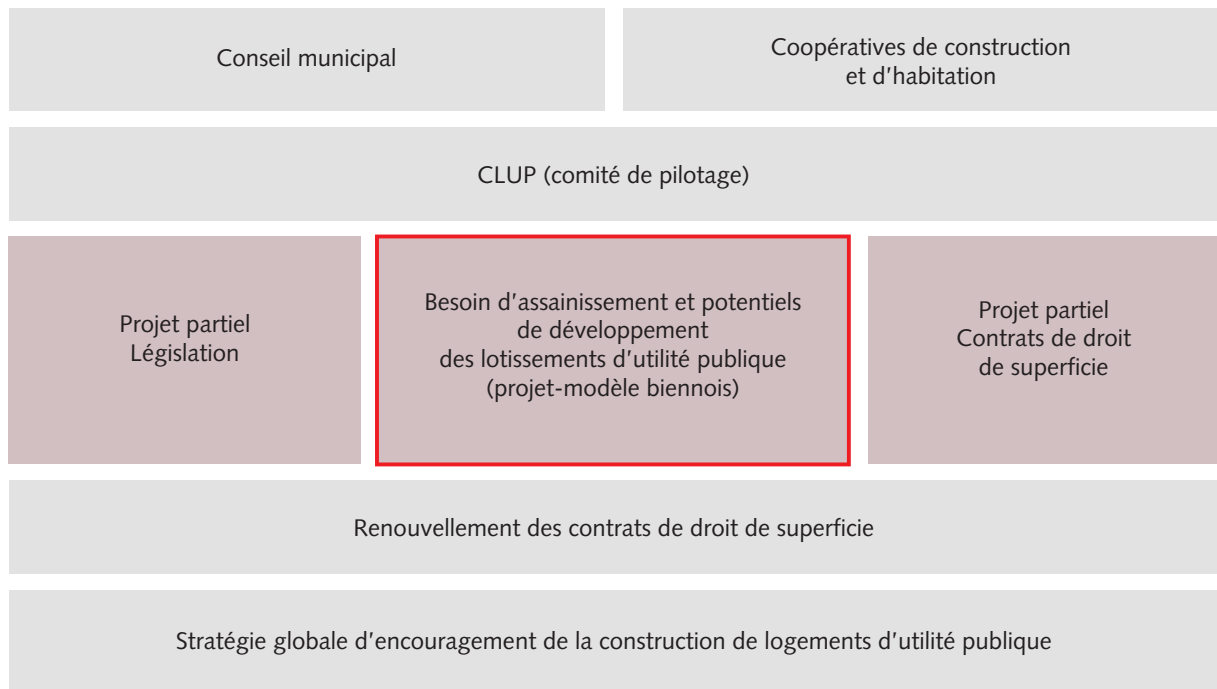 Conseil municipal
Coopératives de construction
et d'habitation
CLUP (comité de pilotage)
Projet partiel
Législation
Besoin d'assainissement et potentiels
de développement
des lotissements d'utilité publique
(projet-modèle biennois)
Projet partiel
Contrats de droit
de superficie
Renouvellement des contrats de droit de superficie
Stratégie globale d'encouragement de la construction de logements d'utilité publique